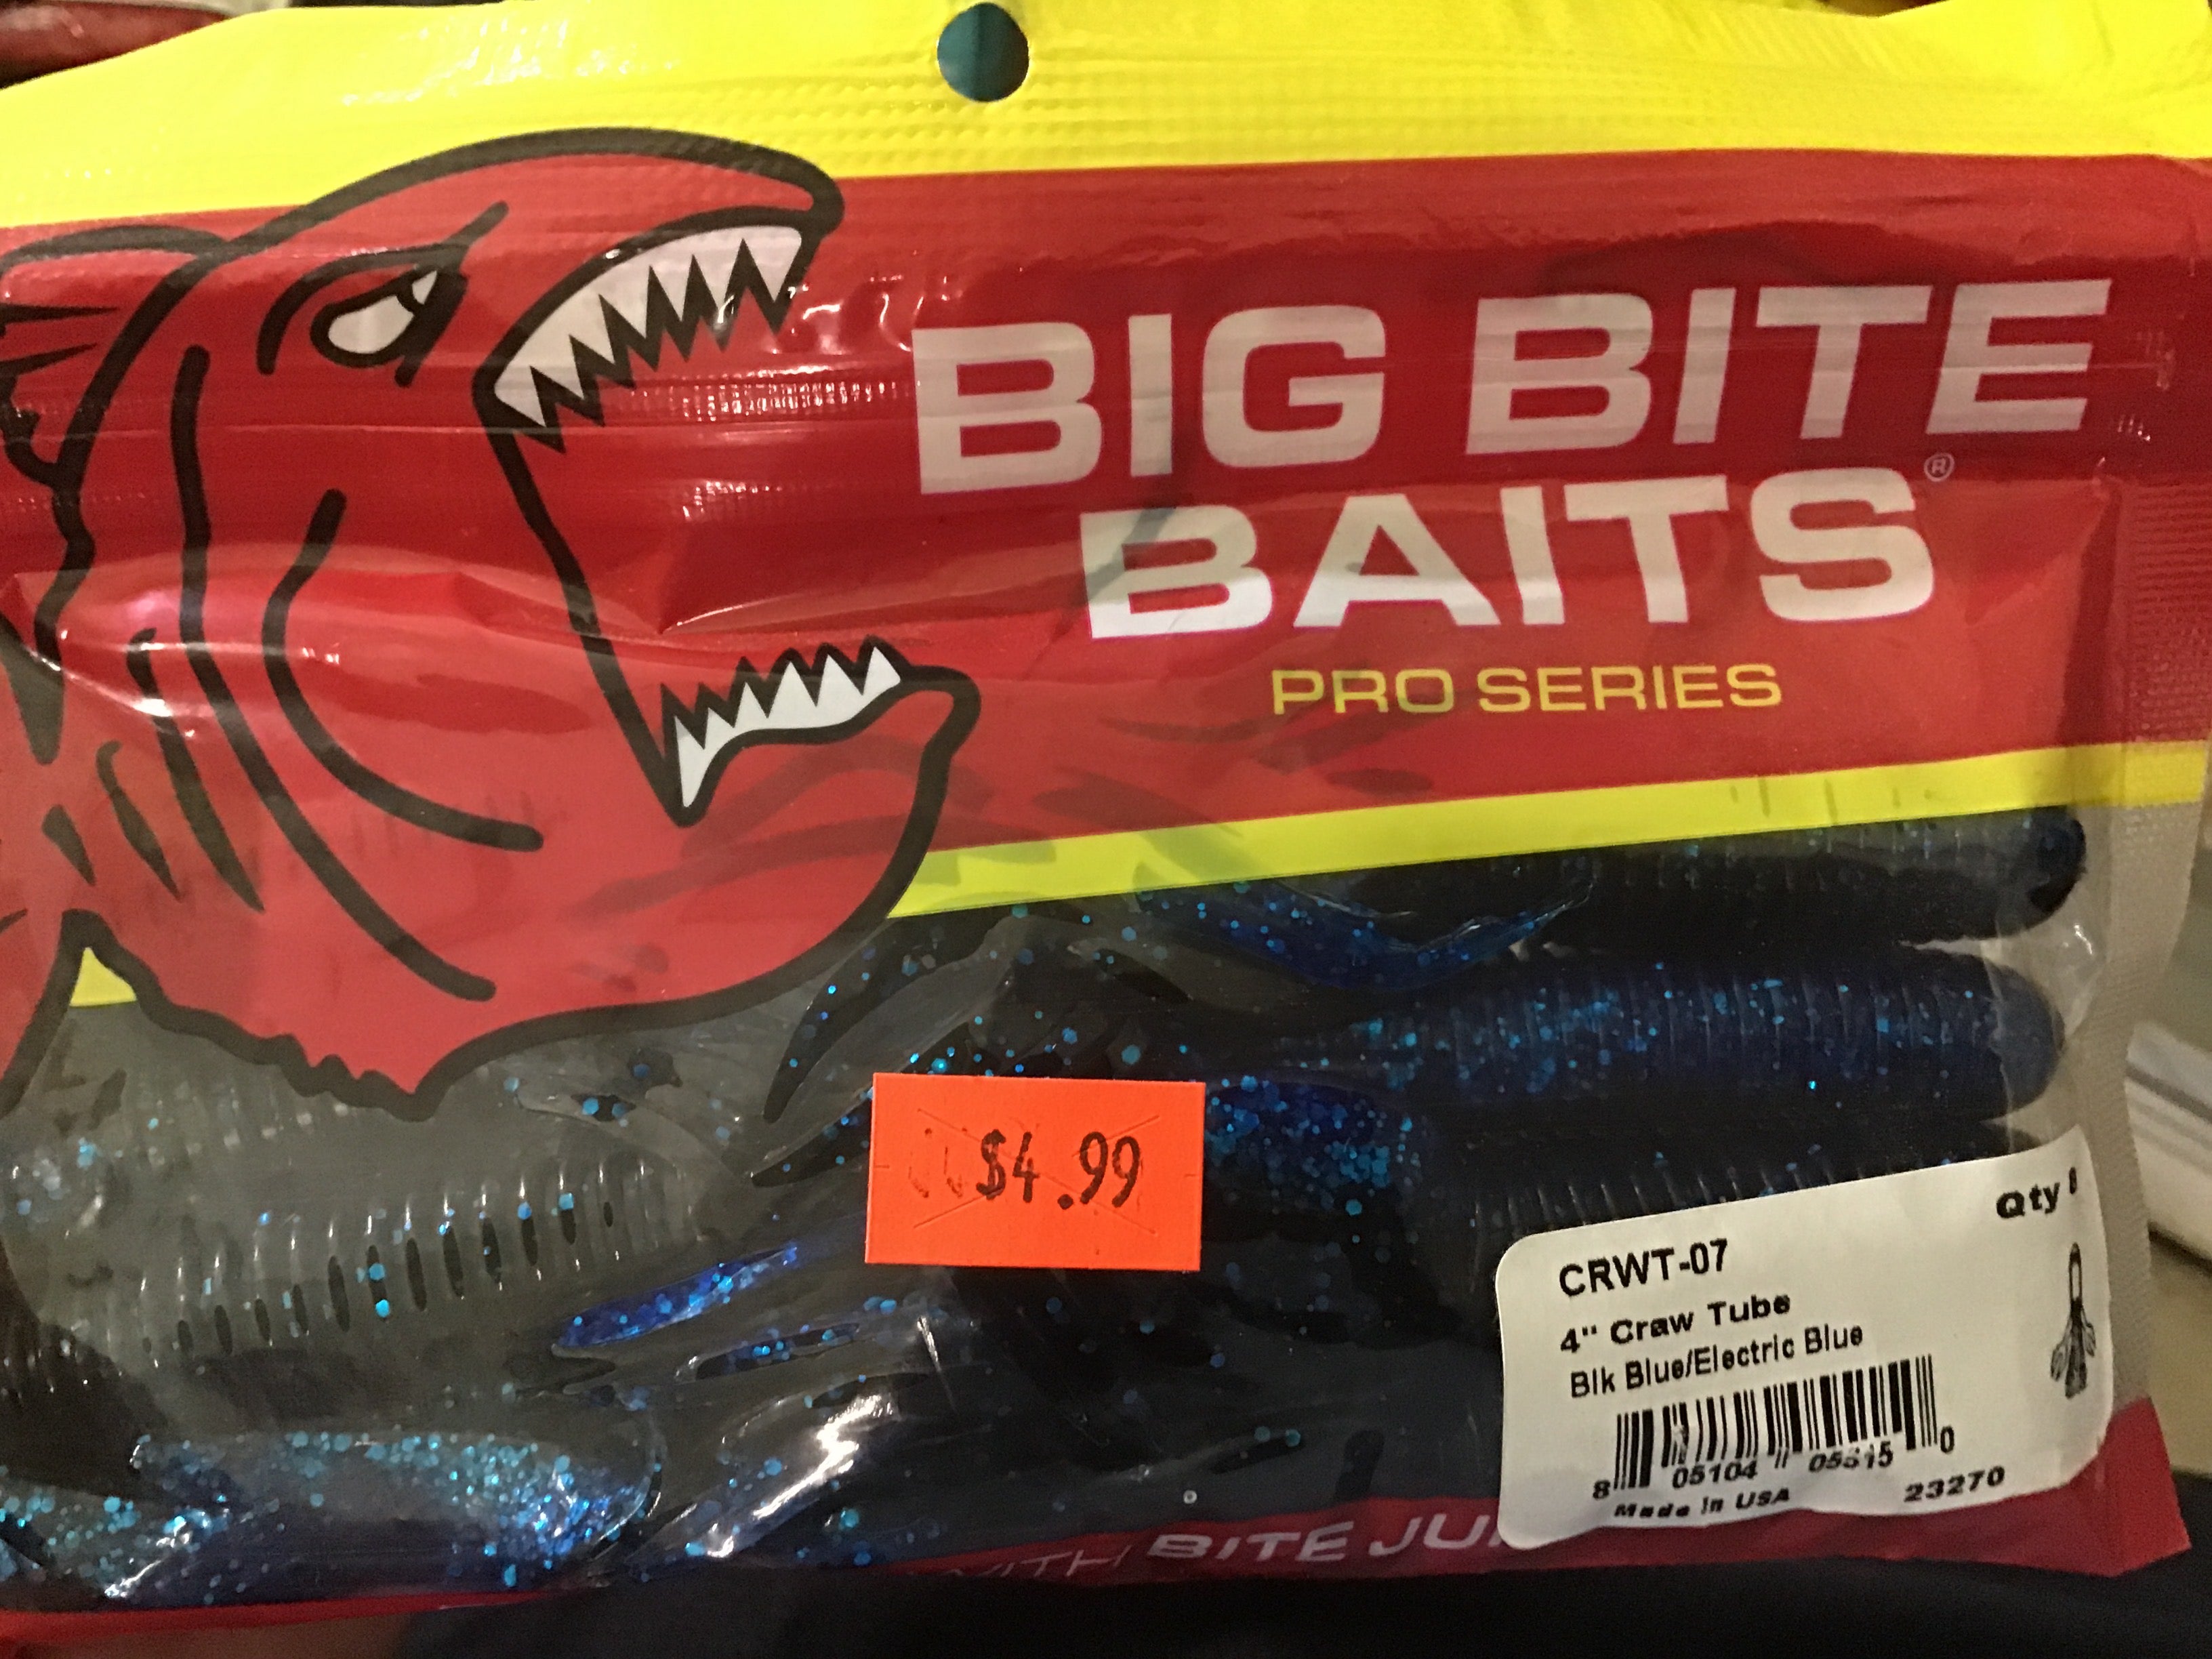 BIG BITE
BAITS®
PRO SERIES
$4.99
Qty 8
CRWT-07
4" Craw Tube
Blk Blue/Electric Blue
8 05104 05515 0
Made in USA 23270
WITH BITE